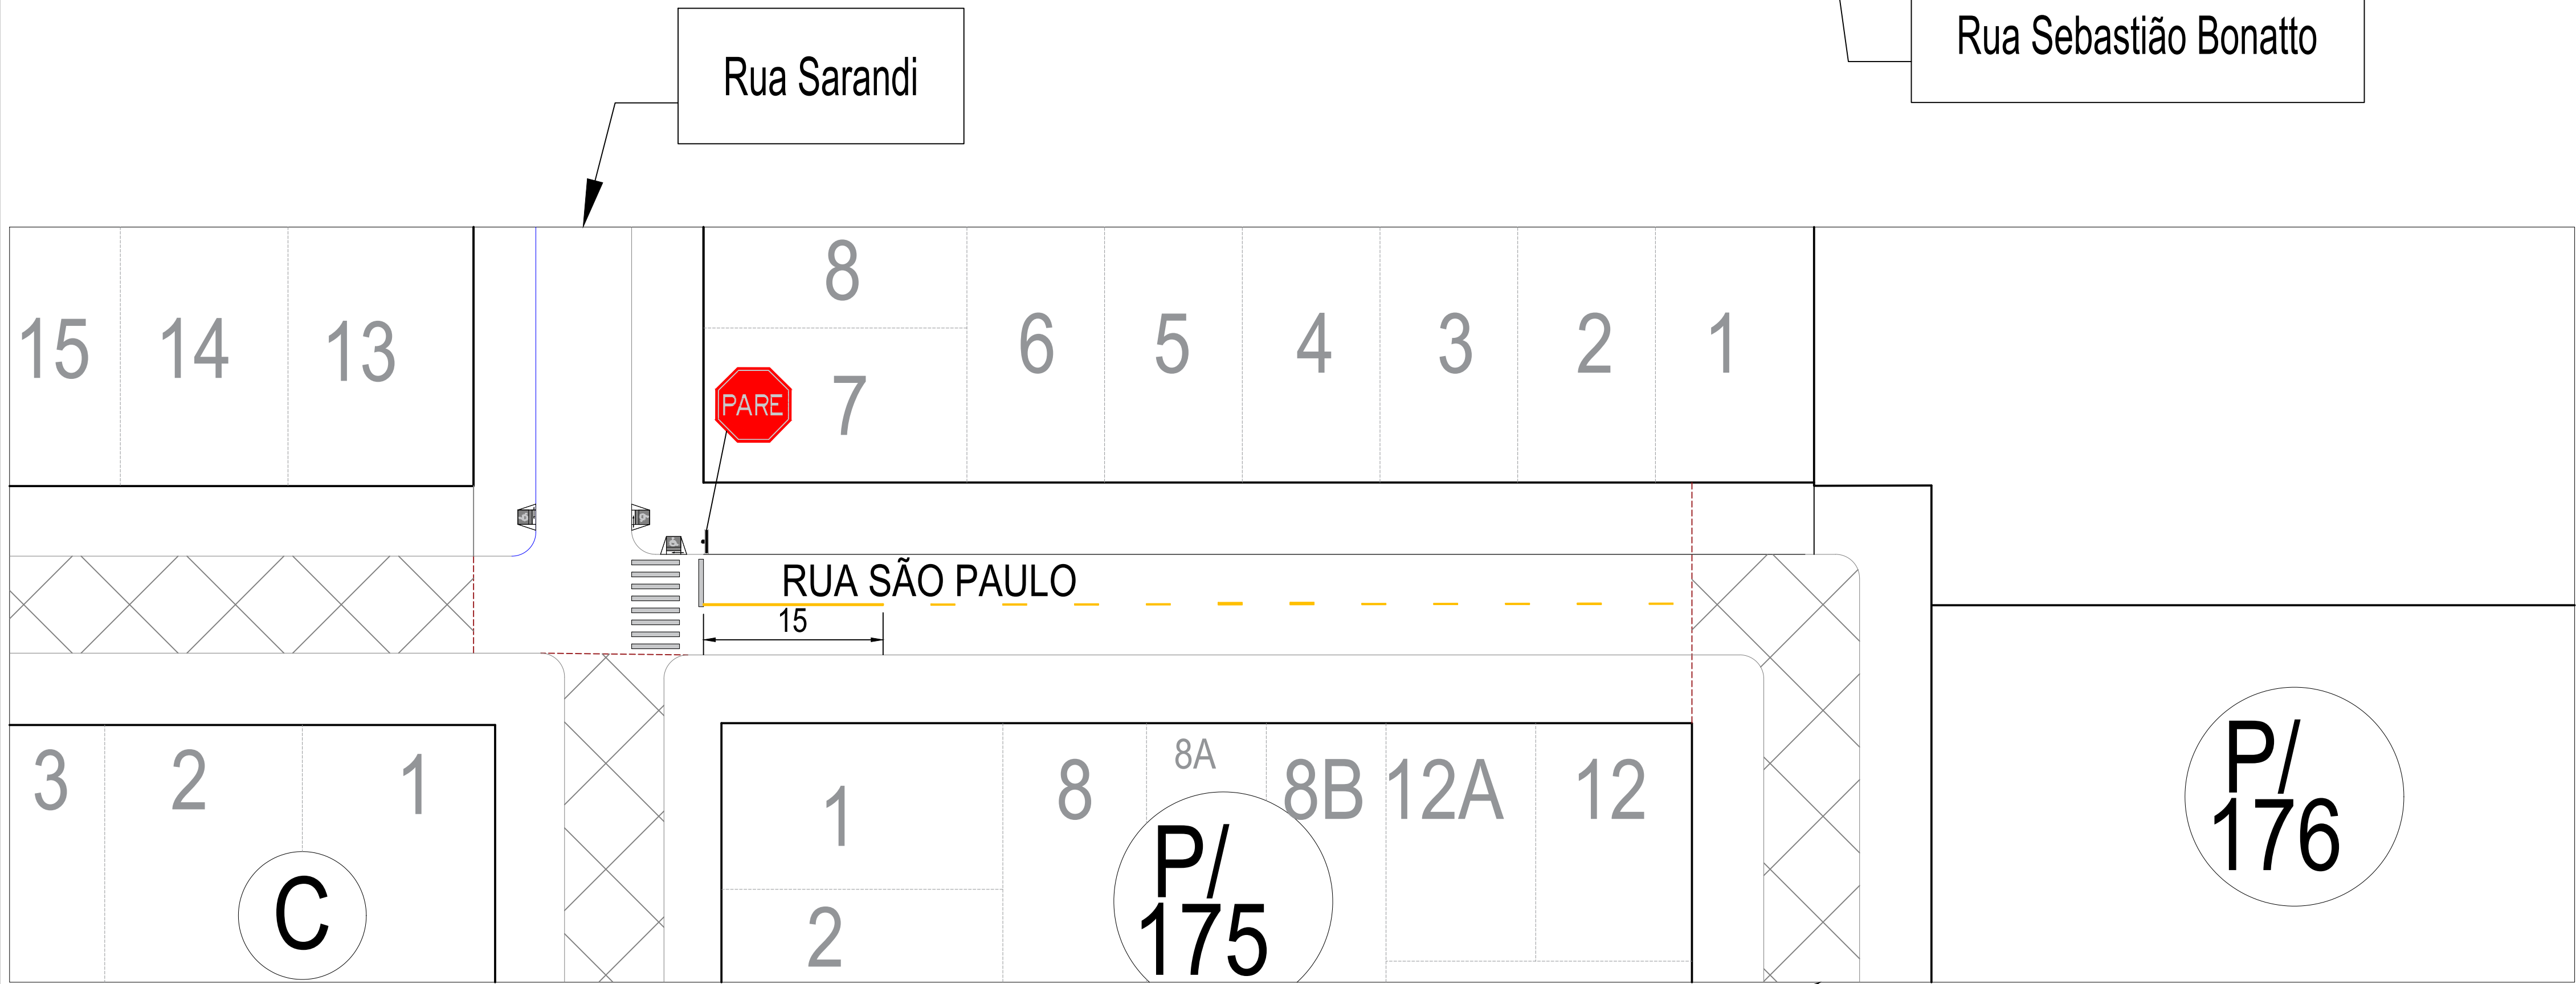 Rua Sebastião Bonatto
Rua Sarandi
8
15 14 13
6 5 4 3 2 1
PARE 7
RUA SÃO PAULO
15
3 2 1
8A
1 8 8B 12A 12
P/
176
P/
175
C
2